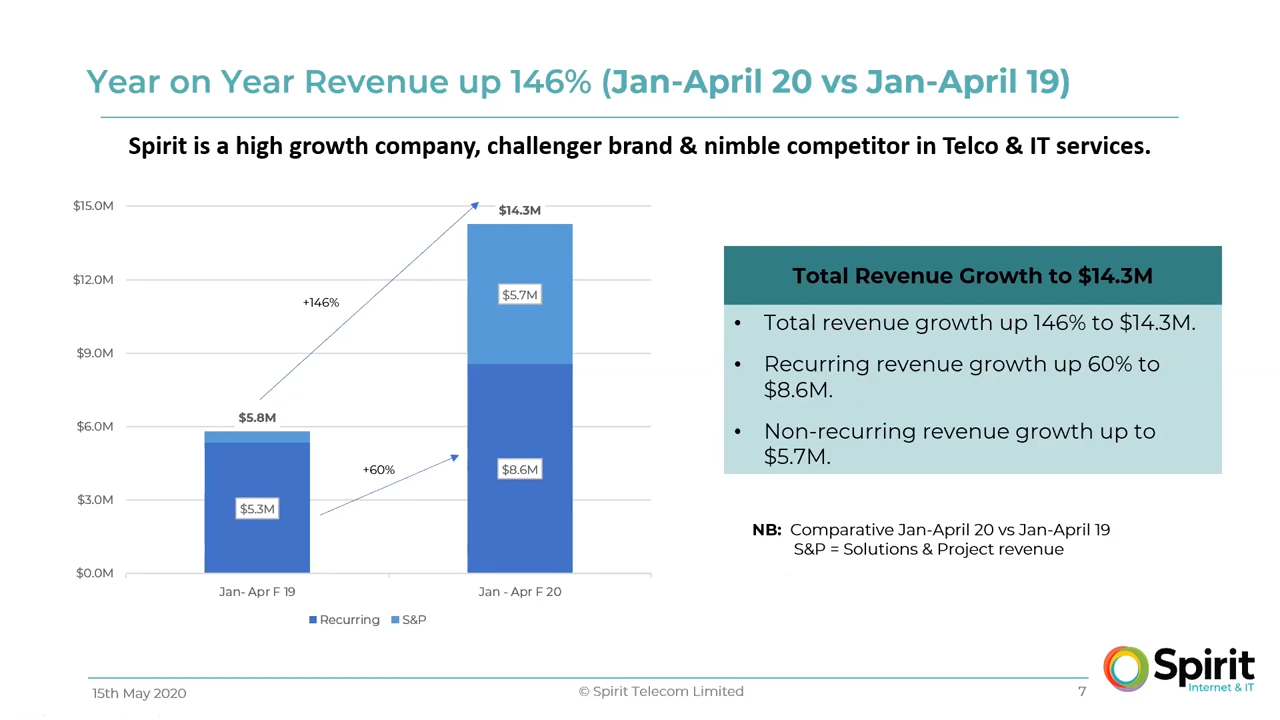 Year on Year Revenue up 146% (Jan-April 20 vs Jan-April 19)
Spirit is a high growth company, challenger brand & nimble competitor in Telco & IT services.
$15.0M
$12.0M
$9.0M
$6.0M
$3.0M
$0.0M
$14.3M
+146%
$5.7M
$5.8M
+60%
$8.6M
$5.3M
Jan- Apr F 19
Jan - Apr F 20
Recurring
S&P
Total Revenue Growth to $14.3M
• Total revenue growth up 146% to $14.3M.
• Recurring revenue growth up 60% to
$8.6M.
• Non-recurring revenue growth up to
$5.7M.
NB: Comparative Jan-April 20 vs Jan-April 19
S&P = Solutions & Project revenue
15th May 2020
© Spirit Telecom Limited
7
Spirit
Internet & IT